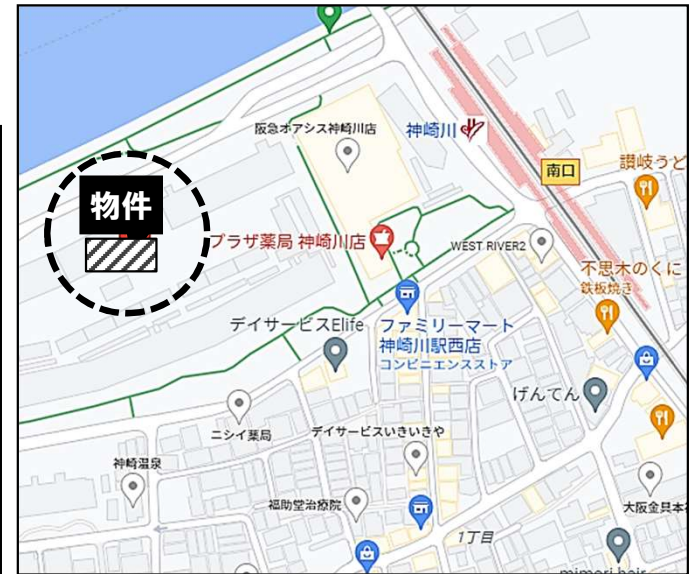 阪急オアシス神崎川店
神崎川
南口
讃岐うど
物件
プラザ薬局 神崎川店
WEST RIVER2
不思木のくに
鉄板焼き
デイサービスElife
ファミリーマート
神崎川駅西店
コンビニエンスストア
げんてん
ニシイ薬局
デイサービスいきいきや
神崎温泉
福助堂治療院
大阪金具本社
1丁目
mimori hair